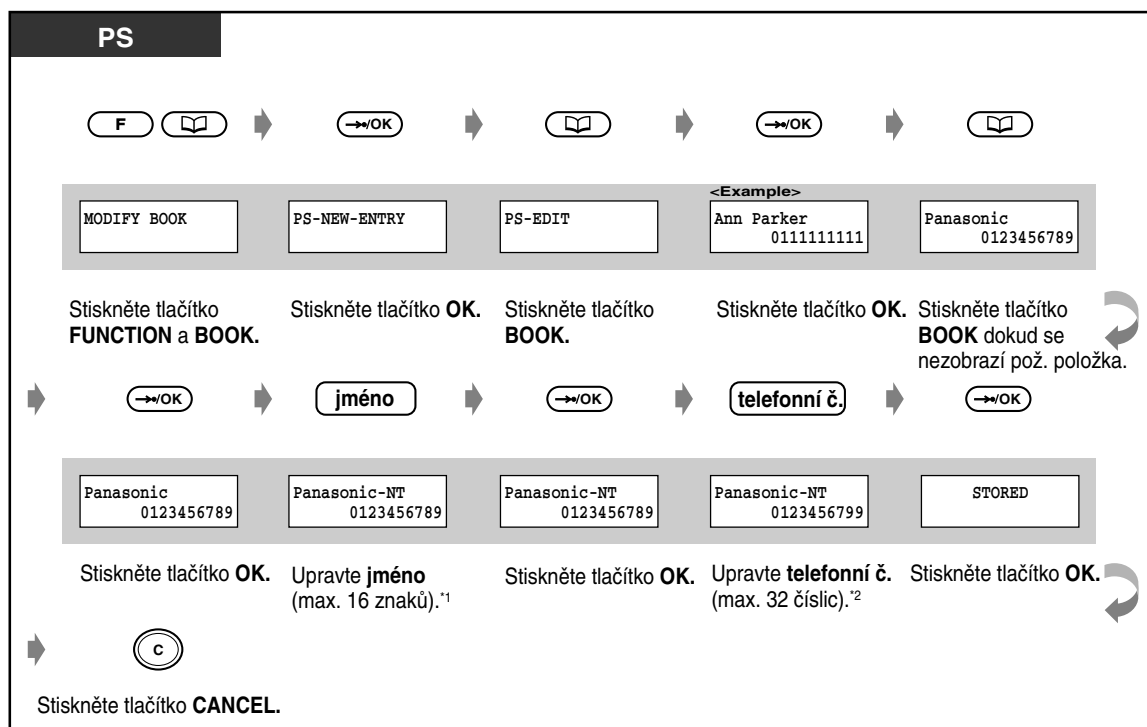 PS
F
→/OK
→/OK
<Example>
MODIFY BOOK
PS-NEW-ENTRY
PS-EDIT
Ann Parker
0111111111
Panasonic
0123456789
Stiskněte tlačítko
FUNCTION a BOOK.
Stiskněte tlačítko OK.
Stiskněte tlačítko
BOOK.
Stiskněte tlačítko OK.
Stiskněte tlačítko
BOOK dokud se
nezobrazí pož. položka.
→/OK
jméno
→/OK
telefonní č.
→/OK
Panasonic
0123456789
Panasonic-NT
0123456789
Panasonic-NT
0123456789
Panasonic-NT
0123456799
STORED
Stiskněte tlačítko OK.
Upravte jméno
(max. 16 znaků).*1
Stiskněte tlačítko OK.
Upravte telefonní č.
(max. 32 číslic).*2
Stiskněte tlačítko OK.
C
Stiskněte tlačítko CANCEL.